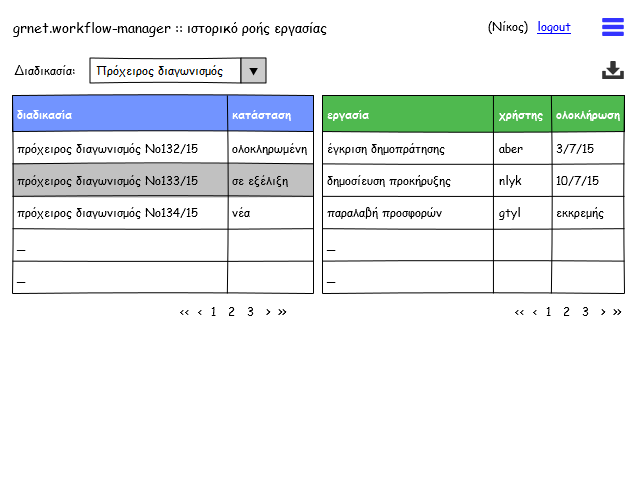 grnet.workflow-manager :: ιστορικό ροής εργασίας (Νίκος) logout
Διαδικασία: Πρόχειρος διαγωνισμός
διαδικασία κατάσταση εργασία χρήστης ολοκλήρωση
πρόχειρος διαγωνισμός Νο132/15 ολοκληρωμένη έγκριση δημοπράτησης aber 3/7/15
πρόχειρος διαγωνισμός Νο133/15 σε εξέλιξη δημοσίευση προκήρυξης nlyk 10/7/15
πρόχειρος διαγωνισμός Νο134/15 νέα παραλαβή προσφορών gtyl εκκρεμής
_ _
_ _
<< < 1 2 3 > >> << < 1 2 3 > >>